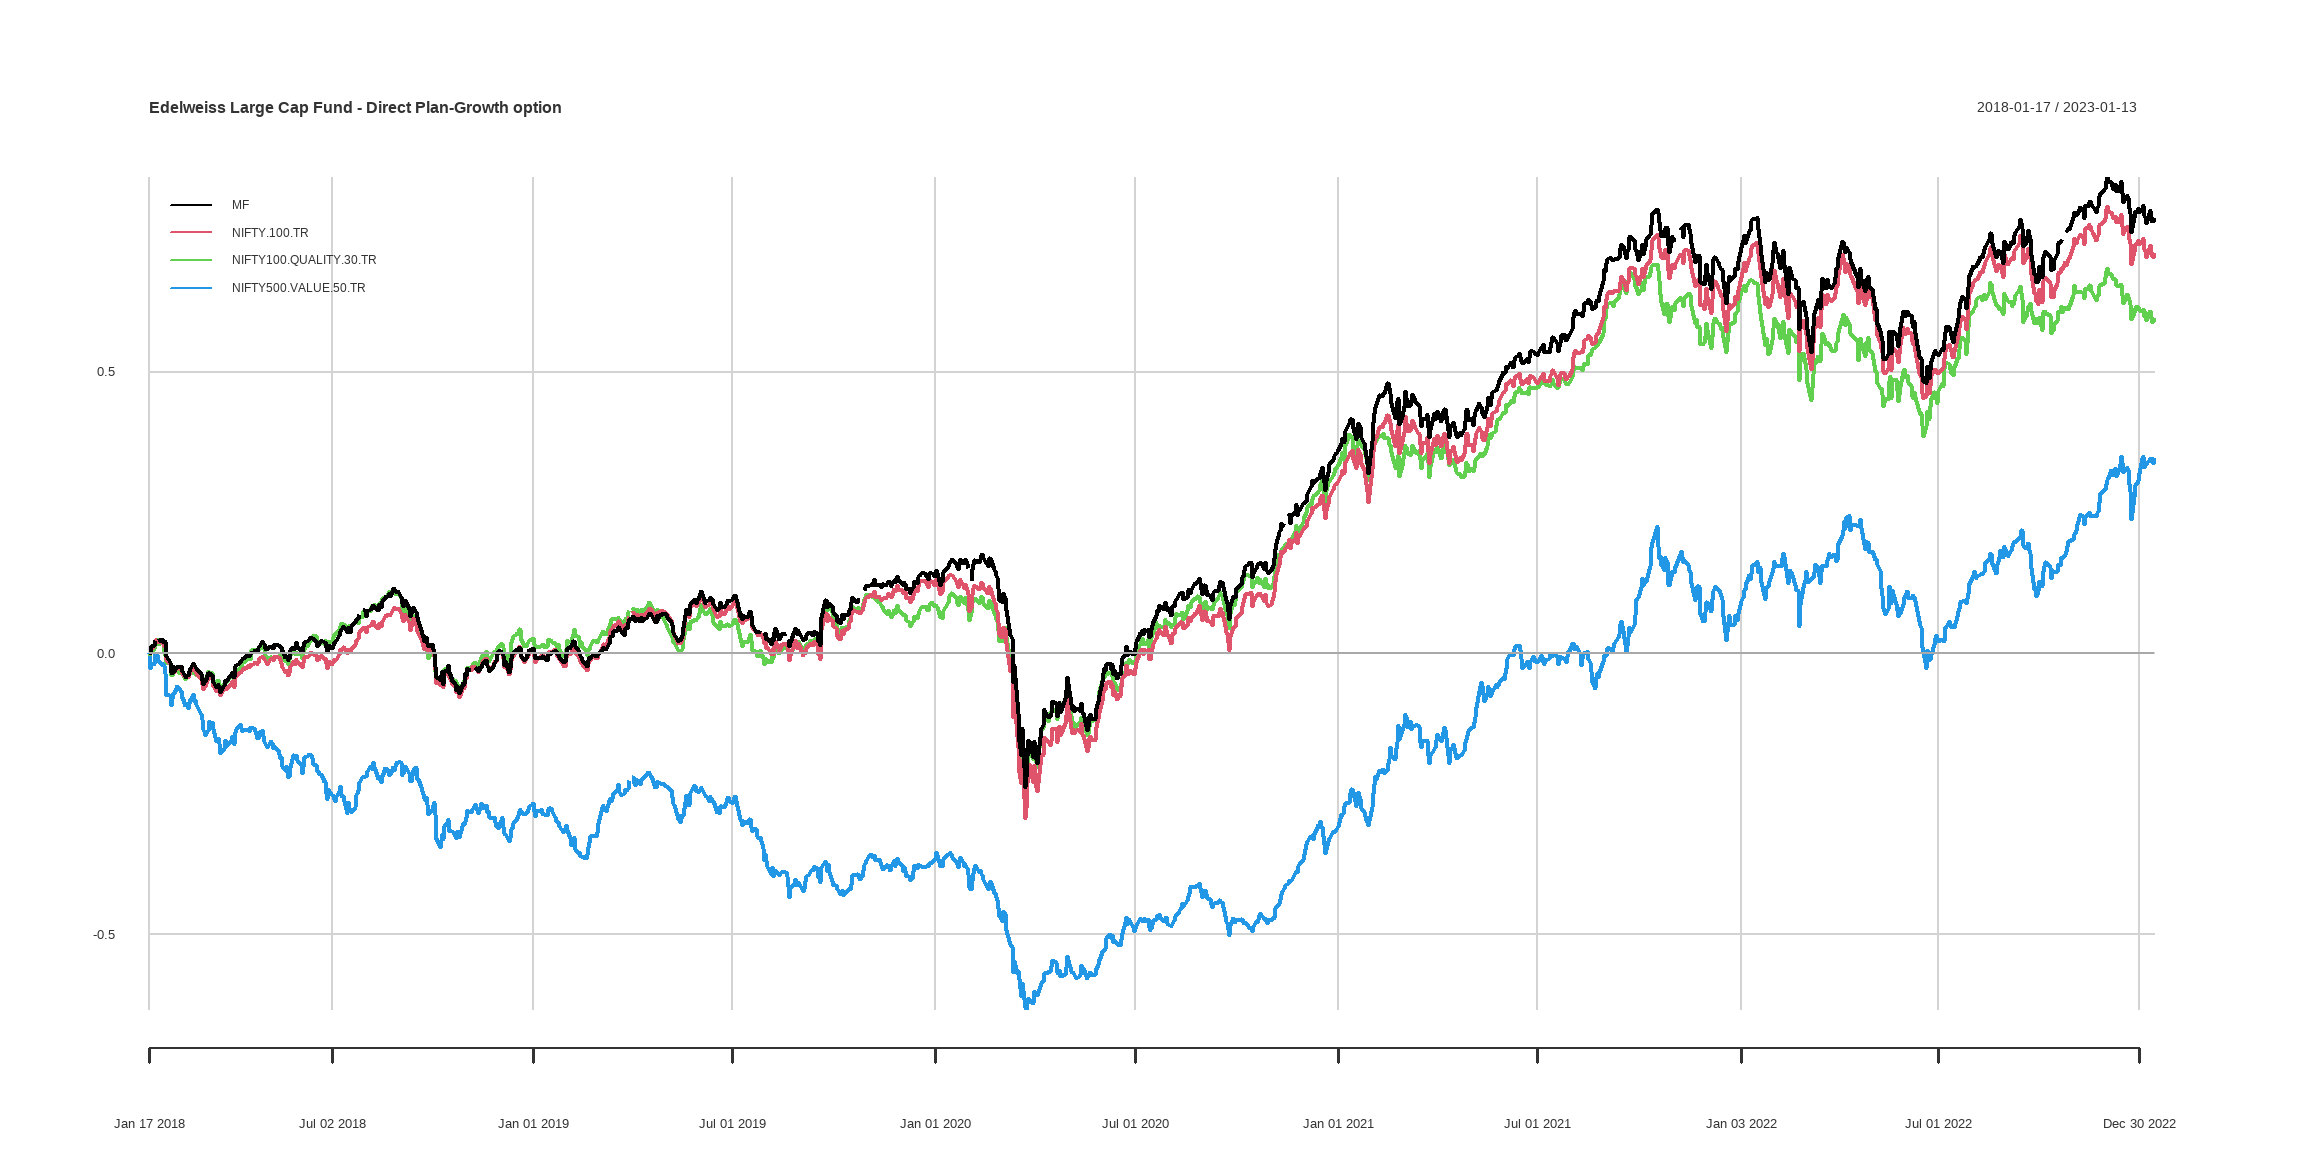 Edelweiss Large Cap Fund - Direct Plan-Growth option
2018-01-17 / 2023-01-13
MF
NIFTY.100.TR
NIFTY100.QUALITY.30.TR
NIFTY500.VALUE.50.TR
0.5
0.0
-0.5
Jan 17 2018
Jul 02 2018
Jan 01 2019
Jul 01 2019
Jan 01 2020
Jul 01 2020
Jan 01 2021
Jul 01 2021
Jan 03 2022
Jul 01 2022
Dec 30 2022